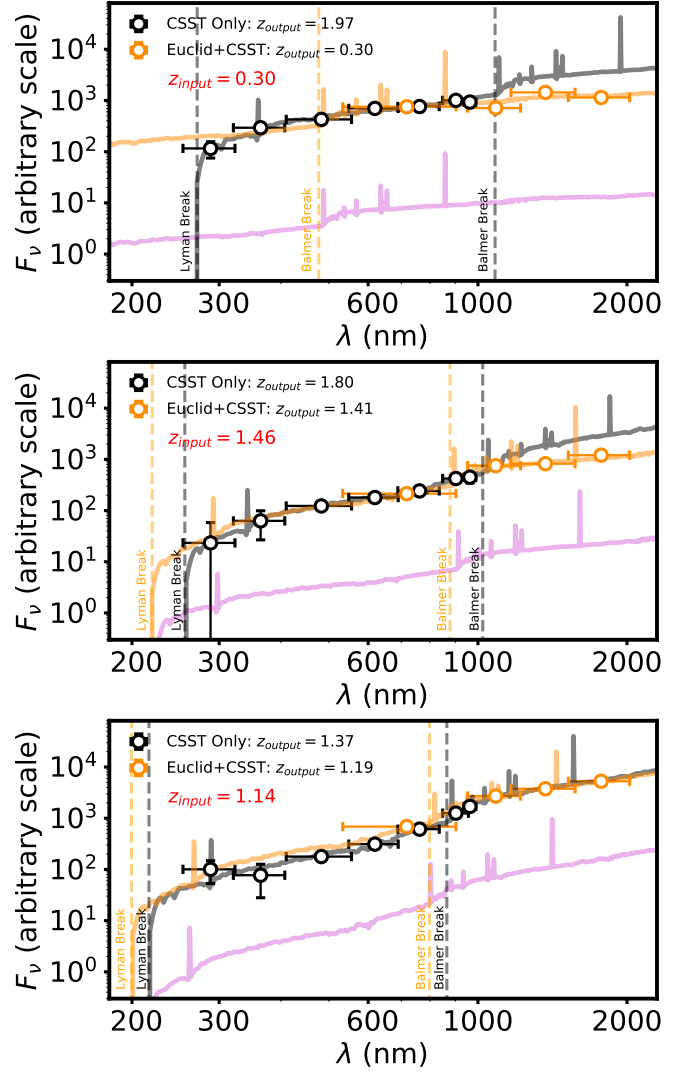 CSST Only: z_output = 1.97
Euclid+CSST: z_output = 0.30
z_input = 0.30
10^4
10^3
10^2
10^1
10^0
F_ν (arbitrary scale)
Lyman Break
Balmer Break
Balmer Break
200 300 600 1000 2000
λ (nm)
CSST Only: z_output = 1.80
Euclid+CSST: z_output = 1.41
z_input = 1.46
10^4
10^3
10^2
10^1
10^0
F_ν (arbitrary scale)
Lyman Break
Lyman Break
Balmer Break
Balmer Break
200 300 600 1000 2000
λ (nm)
CSST Only: z_output = 1.37
Euclid+CSST: z_output = 1.19
z_input = 1.14
10^4
10^3
10^2
10^1
10^0
F_ν (arbitrary scale)
Lyman Break
Lyman Break
Balmer Break
Balmer Break
200 300 600 1000 2000
λ (nm)